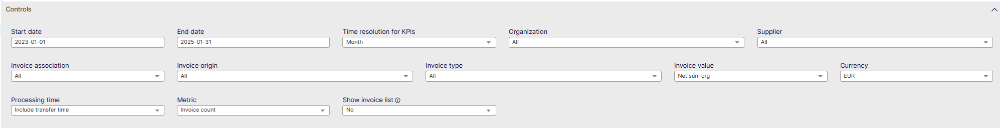 Controls
Start date
End date
Time resolution for KPIs
Organization
Supplier
2023-01-01
2025-01-31
Month
All
All
Invoice association
Invoice origin
Invoice type
Invoice value
Currency
All
All
All
Net sum org
EUR
Processing time
Metric
Show invoice list
Include transfer time
Invoice count
No